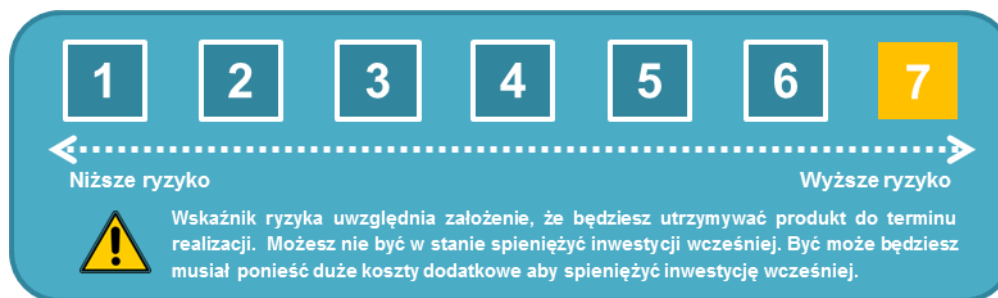 1 2 3 4 5 6 7
Niższe ryzyko Wyższe ryzyko
Wskaźnik ryzyka uwzględnia założenie, że będziesz utrzymywać produkt do terminu
realizacji. Możesz nie być w stanie spieniężyć inwestycji wcześniej. Być może będziesz
musiał ponieść duże koszty dodatkowe aby spieniężyć inwestycję wcześniej.